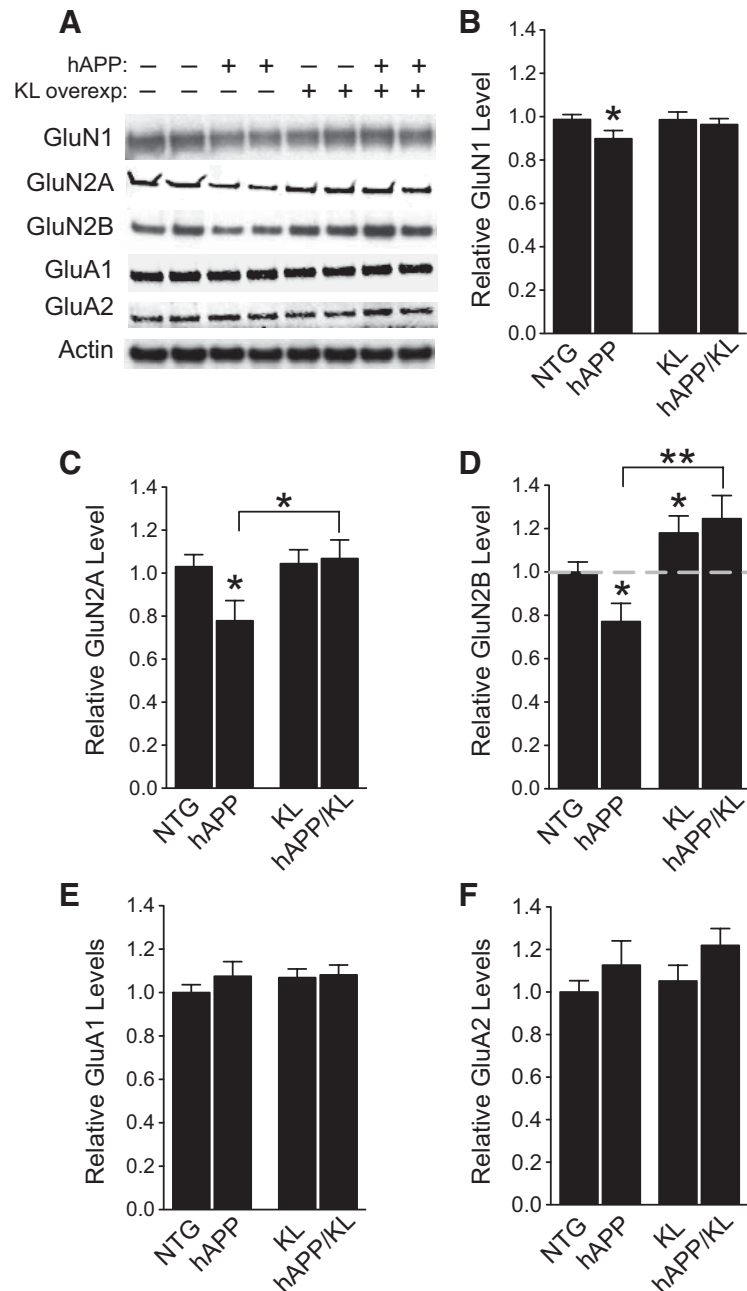 A
hAPP: – – + + – – + +
KL overexp: – – – – + + + +
GluN1
GluN2A
GluN2B
GluA1
GluA2
Actin
B
Relative GluN1 Level
1.4
1.2
1.0
0.8
0.6
0.4
0.2
0.0
*
NTG
hAPP
KL
hAPP/KL
C
Relative GluN2A Level
1.4
1.2
1.0
0.8
0.6
0.4
0.2
0.0
*
*
NTG
hAPP
KL
hAPP/KL
D
Relative GluN2B Level
1.4
1.2
1.0
0.8
0.6
0.4
0.2
0.0
**
*
*
NTG
hAPP
KL
hAPP/KL
E
Relative GluA1 Levels
1.4
1.2
1.0
0.8
0.6
0.4
0.2
0.0
NTG
hAPP
KL
hAPP/KL
F
Relative GluA2 Levels
1.4
1.2
1.0
0.8
0.6
0.4
0.2
0.0
NTG
hAPP
KL
hAPP/KL